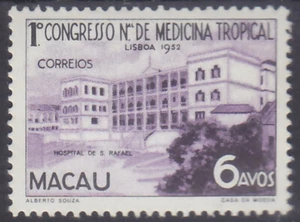 1º CONGRESSO Nal DE MEDICINA TROPICAL
LISBOA 1952
CORREIOS
HOSPITAL DE S. RAFAEL
MACAU 6 AVOS
ALBERTO SOUZA CASA DA MOEDA